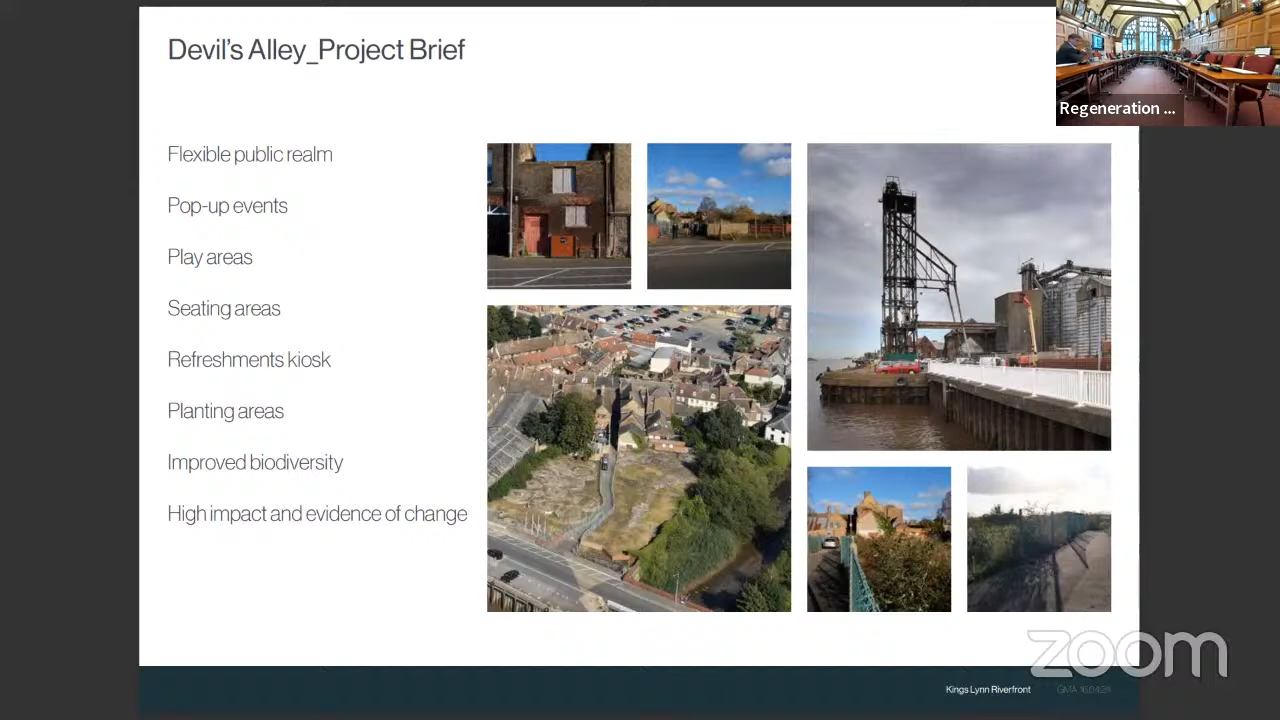 Devil's Alley_Project Brief
Regeneration ...
Flexible public realm
Pop-up events
Play areas
Seating areas
Refreshments kiosk
Planting areas
Improved biodiversity
High impact and evidence of change
zoom
Kings Lynn Riverfront
GMA